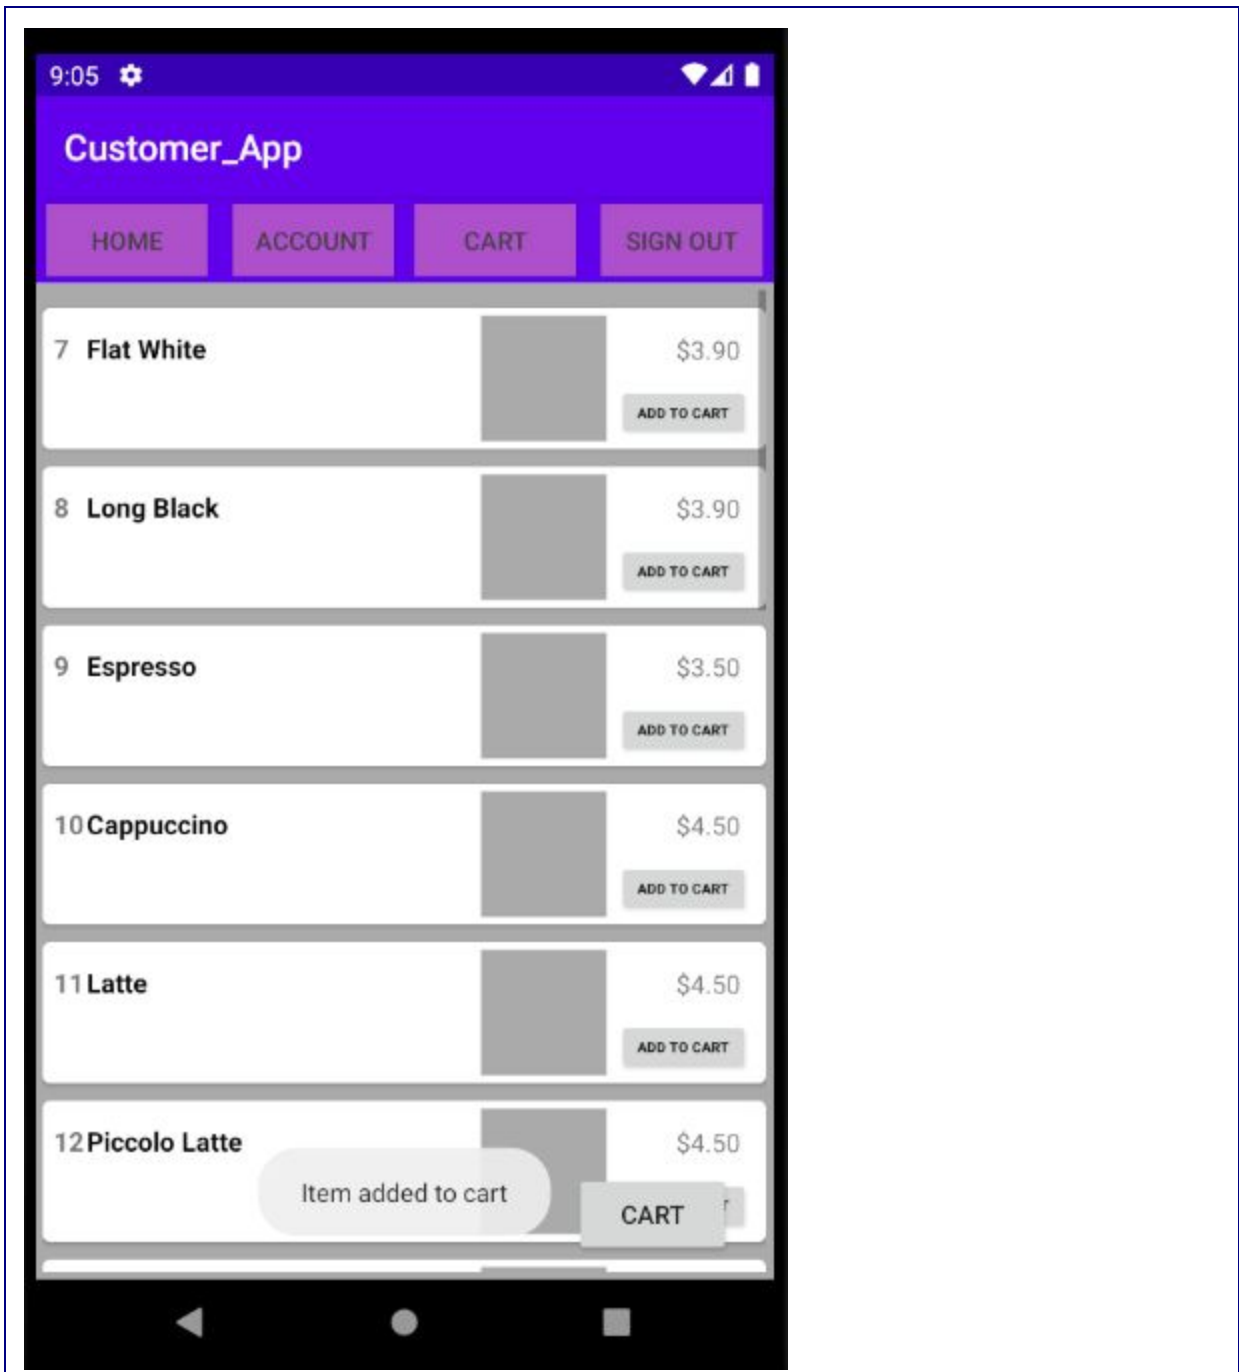 9:05
Customer_App
HOME ACCOUNT CART SIGN OUT
7 Flat White $3.90
ADD TO CART
8 Long Black $3.90
ADD TO CART
9 Espresso $3.50
ADD TO CART
10 Cappuccino $4.50
ADD TO CART
11 Latte $4.50
ADD TO CART
12 Piccolo Latte $4.50
Item added to cart
CART